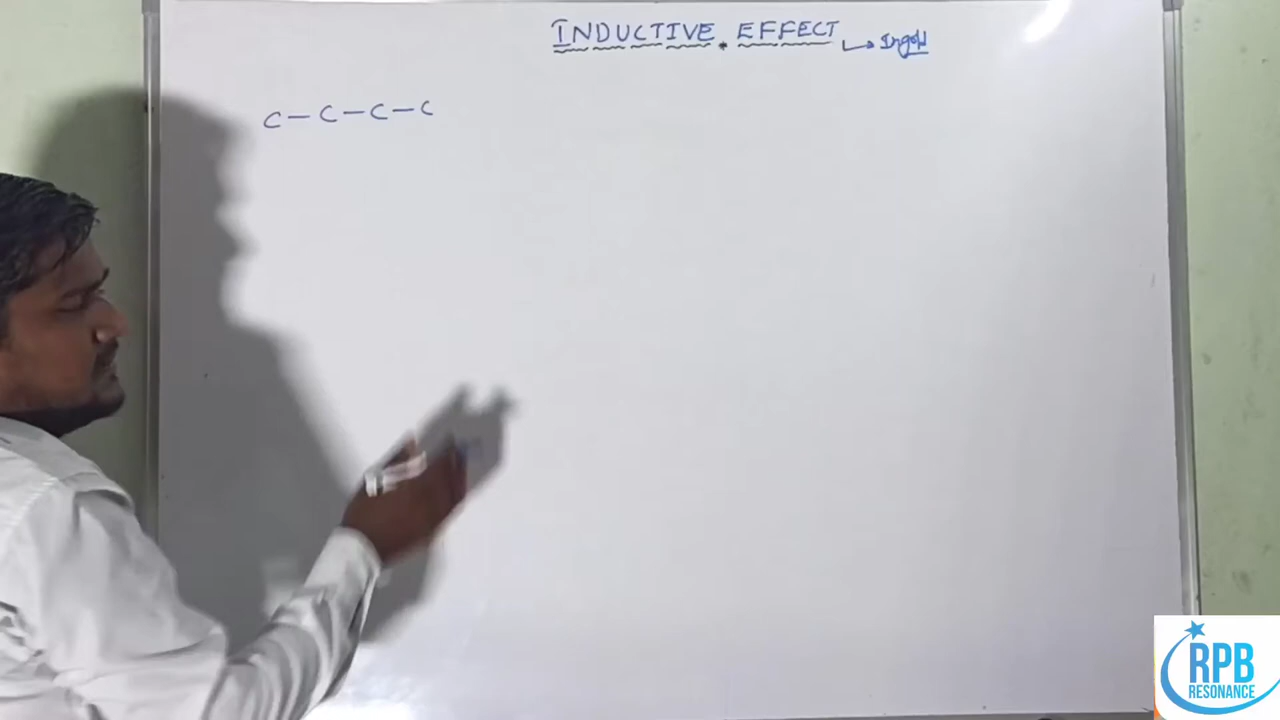 INDUCTIVE EFFECT → Ingold
C — C — C — C
RPB
RESONANCE